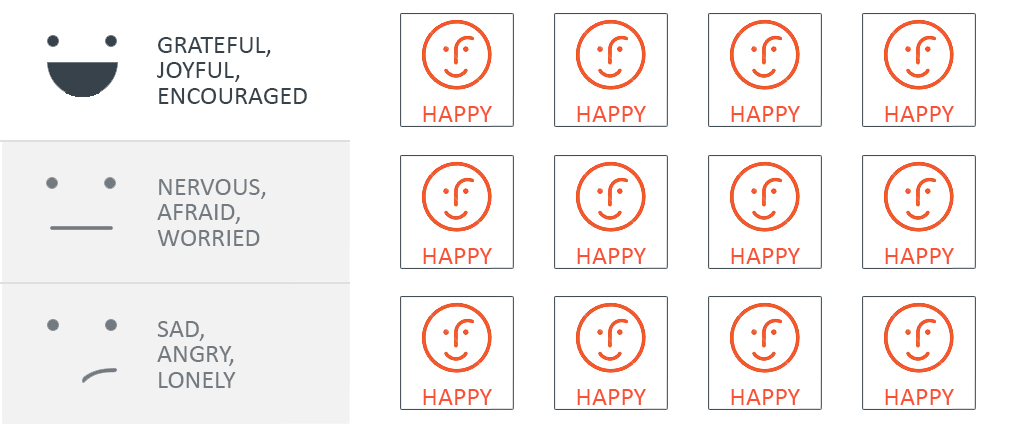 GRATEFUL,
JOYFUL,
ENCOURAGED
HAPPY HAPPY HAPPY HAPPY
NERVOUS,
AFRAID,
WORRIED
HAPPY HAPPY HAPPY HAPPY
SAD,
ANGRY,
LONELY
HAPPY HAPPY HAPPY HAPPY